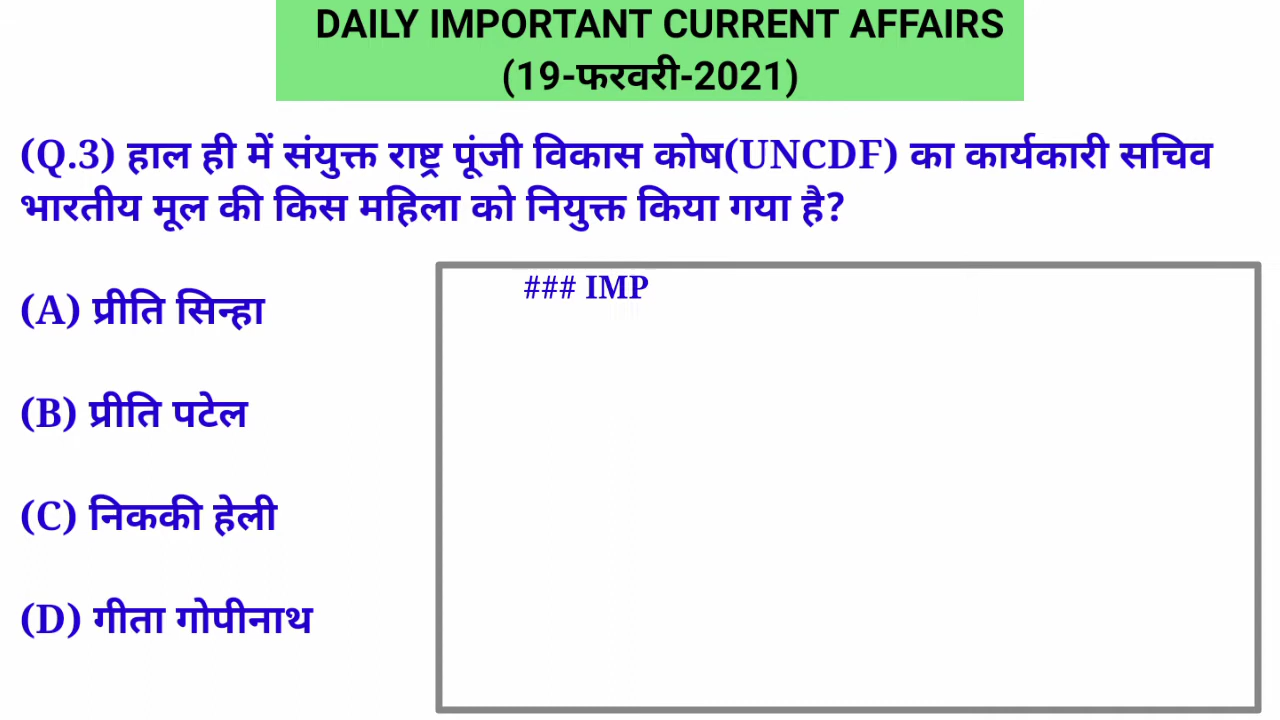 DAILY IMPORTANT CURRENT AFFAIRS
(19-फरवरी-2021)
(Q.3) हाल ही में संयुक्त राष्ट्र पूंजी विकास कोष(UNCDF) का कार्यकारी सचिव
भारतीय मूल की किस महिला को नियुक्त किया गया है?
### IMP
(A) प्रीति सिन्हा
(B) प्रीति पटेल
(C) निककी हेली
(D) गीता गोपीनाथ